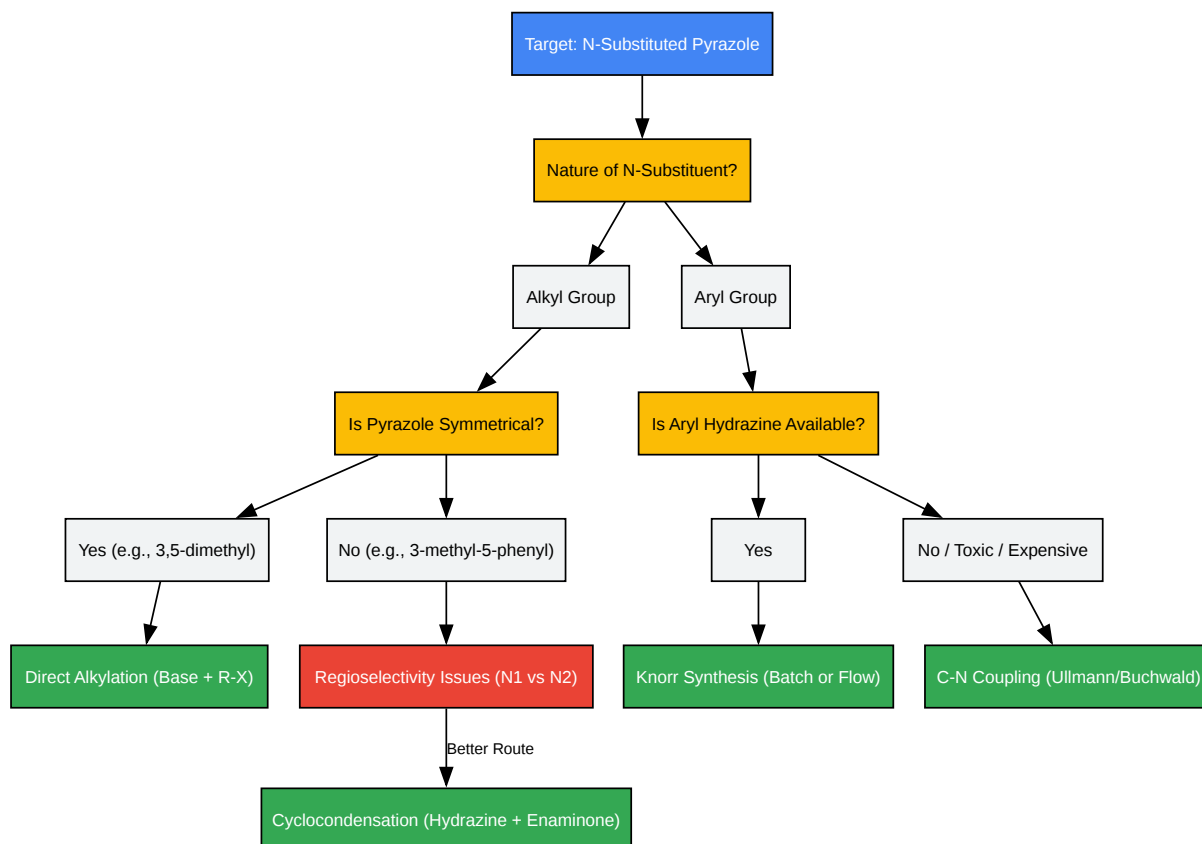 Target: N-Substituted Pyrazole
Nature of N-Substituent?
Alkyl Group
Aryl Group
Is Pyrazole Symmetrical?
Is Aryl Hydrazine Available?
Yes (e.g., 3,5-dimethyl)
No (e.g., 3-methyl-5-phenyl)
Yes
No / Toxic / Expensive
Direct Alkylation (Base + R-X)
Regioselectivity Issues (N1 vs N2)
Knorr Synthesis (Batch or Flow)
C-N Coupling (Ullmann/Buchwald)
Better Route
Cyclocondensation (Hydrazine + Enaminone)